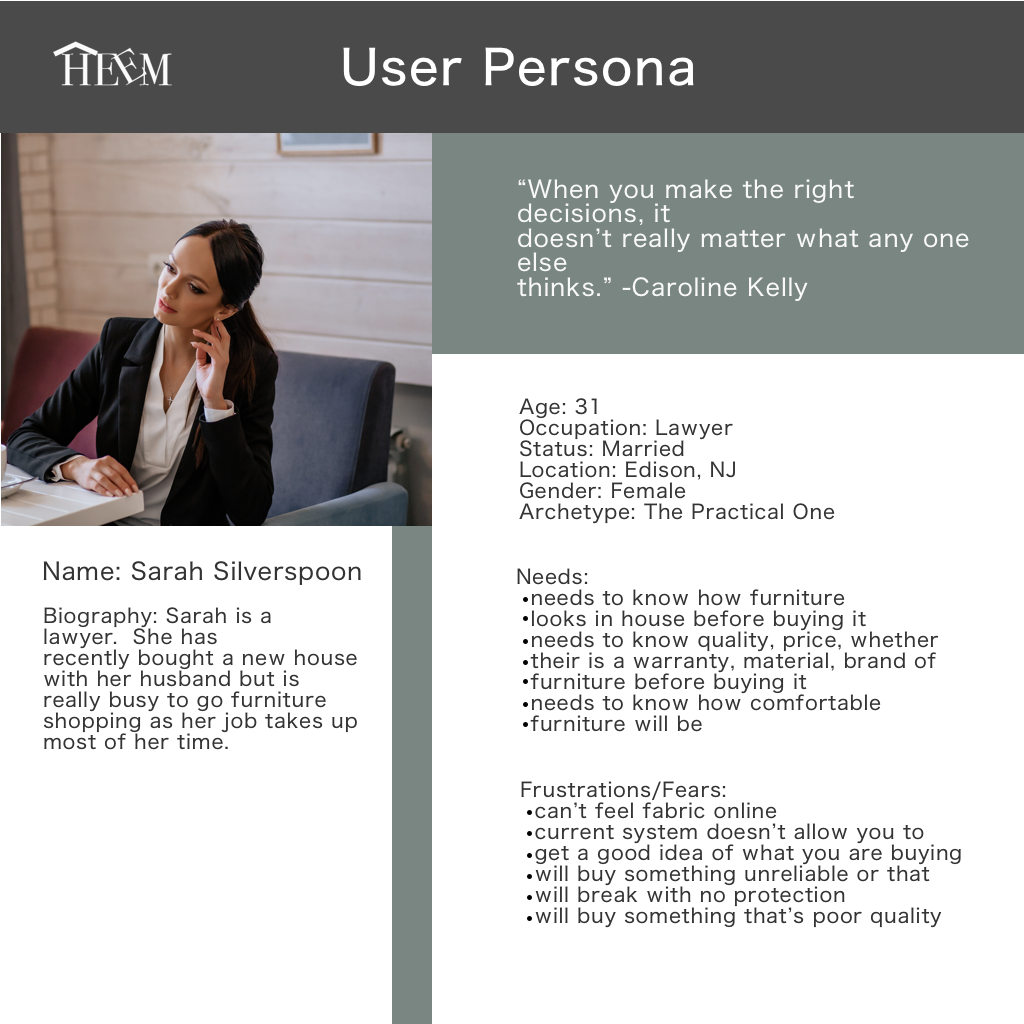 HEEM
User Persona
“When you make the right
decisions, it
doesn’t really matter what any one
else
thinks.” -Caroline Kelly
Age: 31
Occupation: Lawyer
Status: Married
Location: Edison, NJ
Gender: Female
Archetype: The Practical One
Name: Sarah Silverspoon
Biography: Sarah is a
lawyer.  She has
recently bought a new house
with her husband but is
really busy to go furniture
shopping as her job takes up
most of her time.
Needs:
•needs to know how furniture
•looks in house before buying it
•needs to know quality, price, whether
•their is a warranty, material, brand of
•furniture before buying it
•needs to know how comfortable
•furniture will be
Frustrations/Fears:
•can’t feel fabric online
•current system doesn’t allow you to
•get a good idea of what you are buying
•will buy something unreliable or that
•will break with no protection
•will buy something that’s poor quality